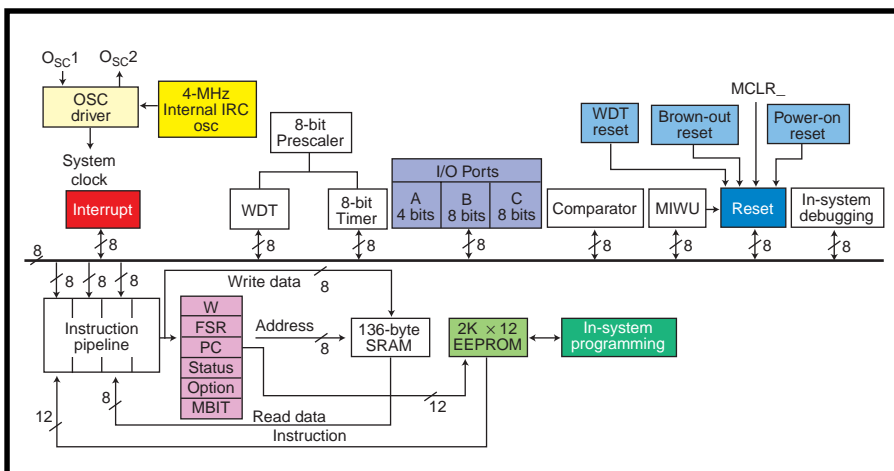 OSC1
OSC2
OSC
driver
4-MHz
Internal IRC
osc
System
clock
Interrupt
8-bit
Prescaler
WDT
8-bit
Timer
I/O Ports
A
4 bits
B
8 bits
C
8 bits
Comparator
MIWU
WDT
reset
Brown-out
reset
MCLR_
Power-on
reset
Reset
In-system
debugging
8
8
8
8
8
8
8
8
8
8
8
8
8
Write data
8
Instruction
pipeline
W
FSR
PC
Status
Option
MBIT
Address
8
136-byte
SRAM
2K × 12
EEPROM
In-system
programming
12
8
12
Read data
Instruction